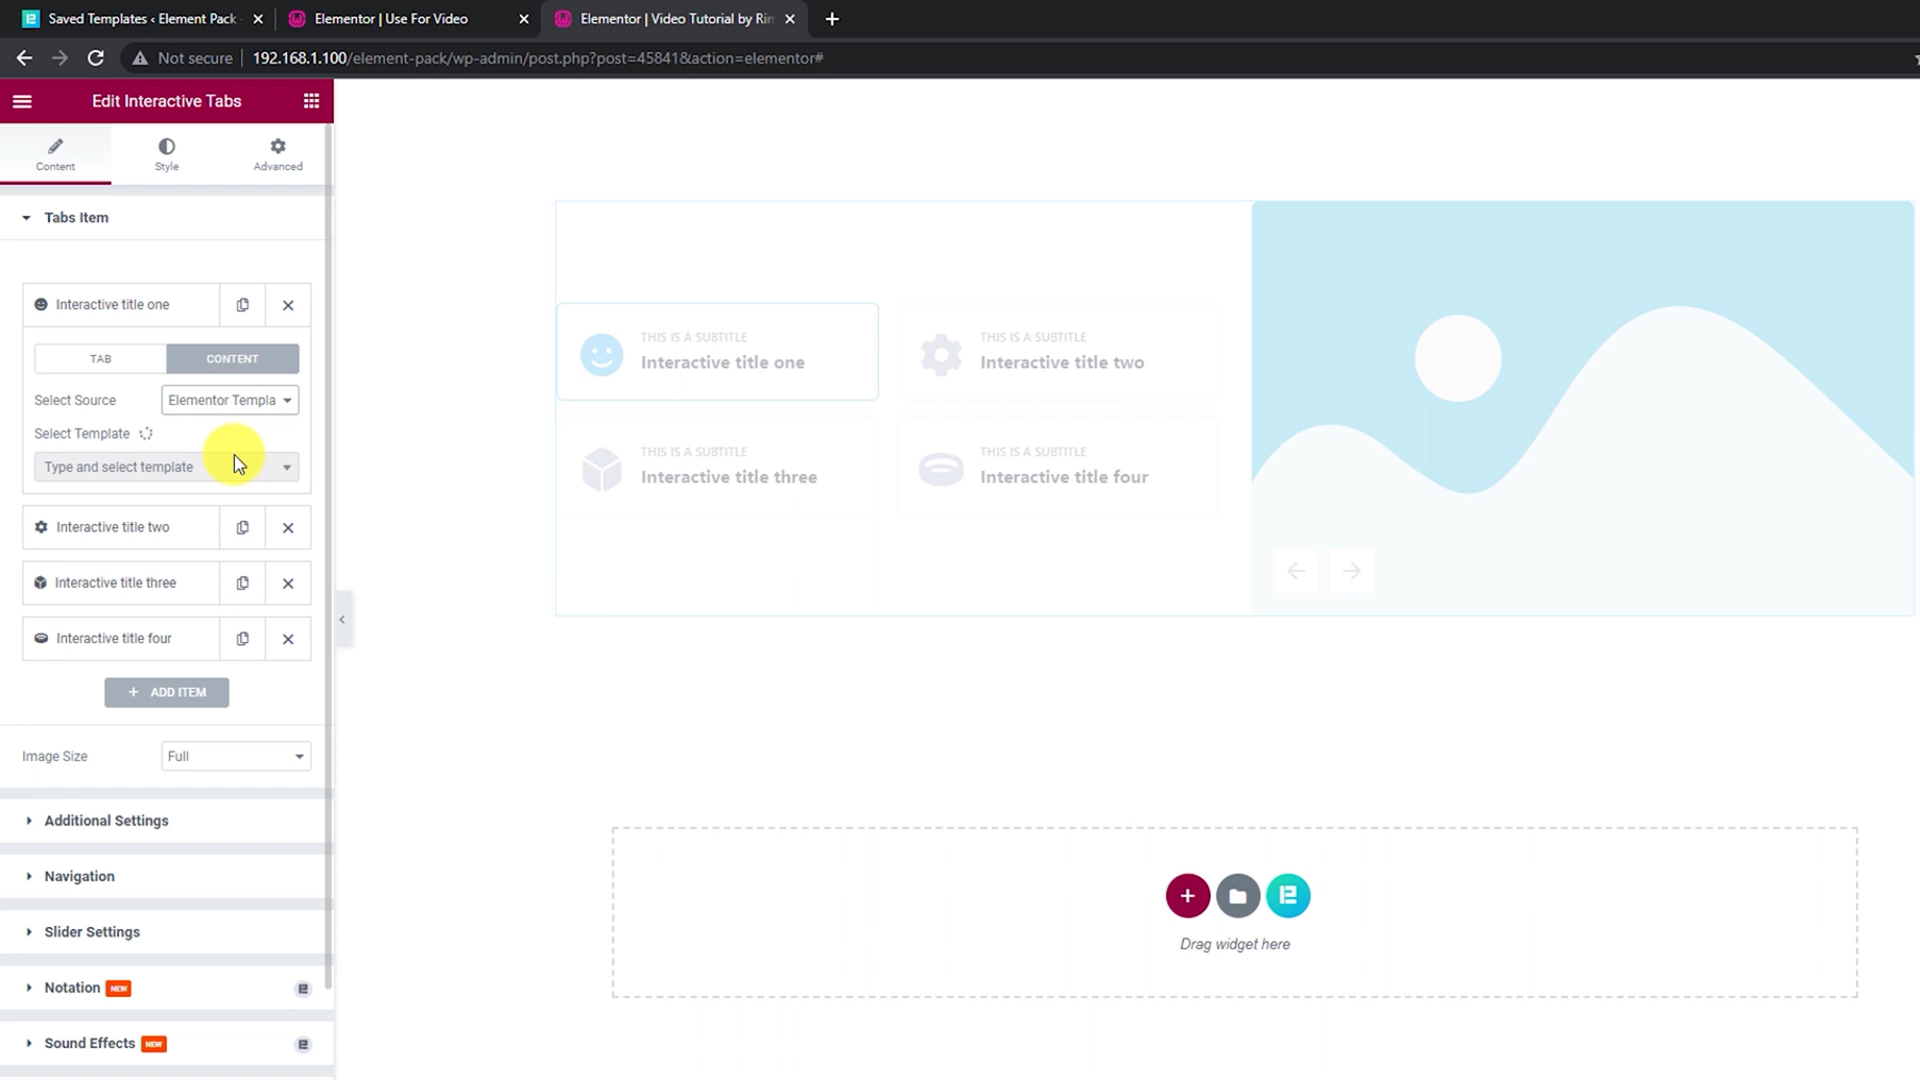 Saved Templates ‹ Element Pack
Elementor | Use For Video
Elementor | Video Tutorial by Rin
Not secure
192.168.1.100/element-pack/wp-admin/post.php?post=45841&action=elementor#
Edit Interactive Tabs
Content
Style
Advanced
Tabs Item
Interactive title one
TAB
CONTENT
Select Source
Elementor Templa
Select Template
Type and select template
Interactive title two
Interactive title three
Interactive title four
+ ADD ITEM
Image Size
Full
Additional Settings
Navigation
Slider Settings
Notation NEW
Sound Effects NEW
THIS IS A SUBTITLE
Interactive title one
THIS IS A SUBTITLE
Interactive title two
THIS IS A SUBTITLE
Interactive title three
THIS IS A SUBTITLE
Interactive title four
Drag widget here